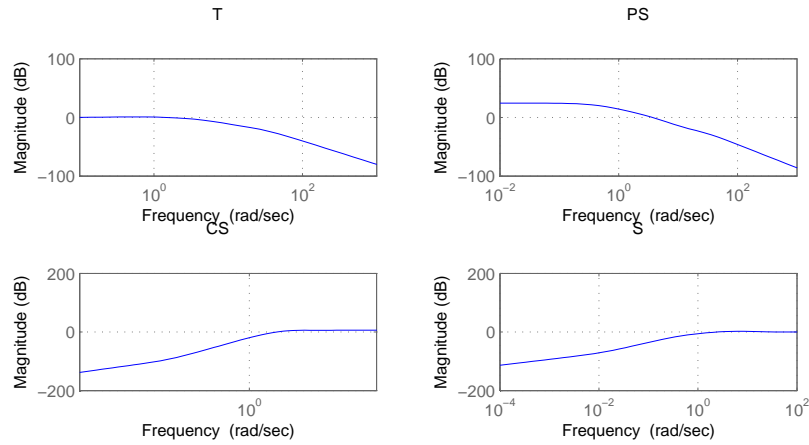 T
PS
Magnitude (dB)
100
0
−100
10^0
10^2
Frequency (rad/sec)
Magnitude (dB)
100
0
−100
10^−2
10^0
10^2
Frequency (rad/sec)
CS
S
Magnitude (dB)
200
0
−200
10^0
Frequency (rad/sec)
Magnitude (dB)
200
0
−200
10^−4
10^−2
10^0
10^2
Frequency (rad/sec)